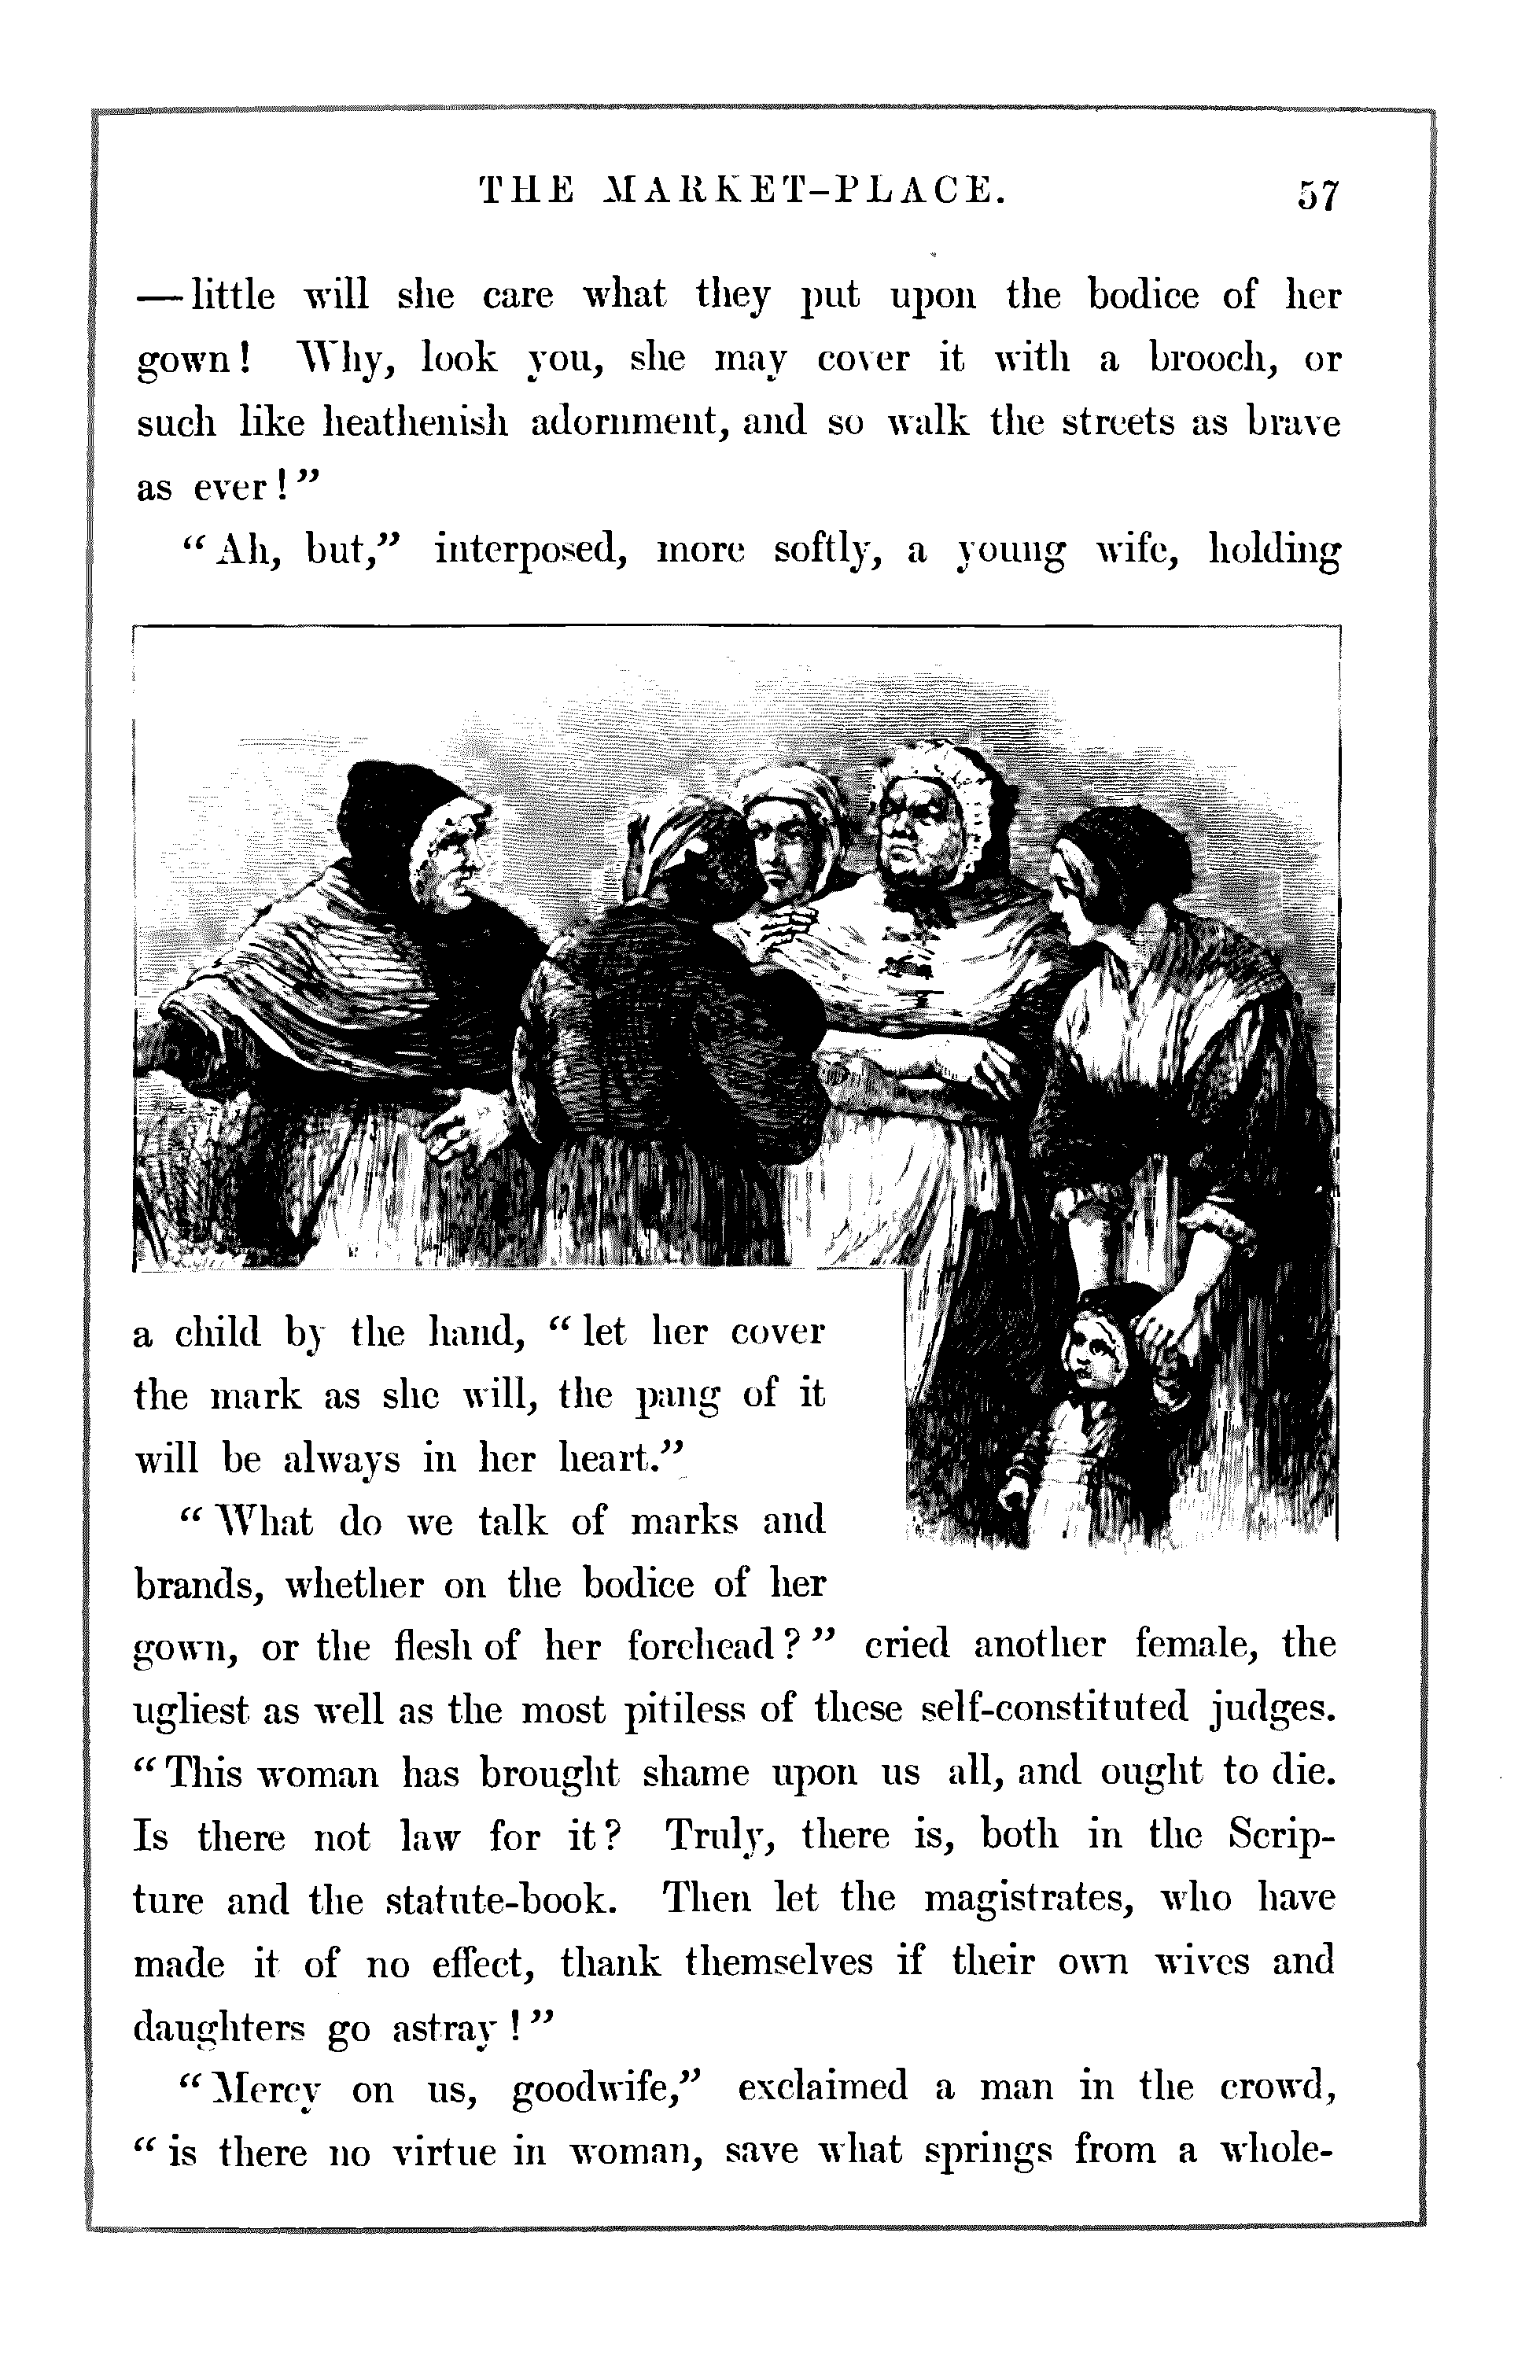 THE MARKET-PLACE. 57
—little will she care what they put upon the bodice of her
gown! Why, look you, she may cover it with a brooch, or
such like heathenish adornment, and so walk the streets as brave
as ever!”
“Ah, but,” interposed, more softly, a young wife, holding
a child by the hand, “let her cover
the mark as she will, the pang of it
will be always in her heart.”
“What do we talk of marks and
brands, whether on the bodice of her
gown, or the flesh of her forehead?” cried another female, the
ugliest as well as the most pitiless of these self-constituted judges.
“This woman has brought shame upon us all, and ought to die.
Is there not law for it? Truly, there is, both in the Scrip-
ture and the statute-book. Then let the magistrates, who have
made it of no effect, thank themselves if their own wives and
daughters go astray!”
“Mercy on us, goodwife,” exclaimed a man in the crowd,
“is there no virtue in woman, save what springs from a whole-